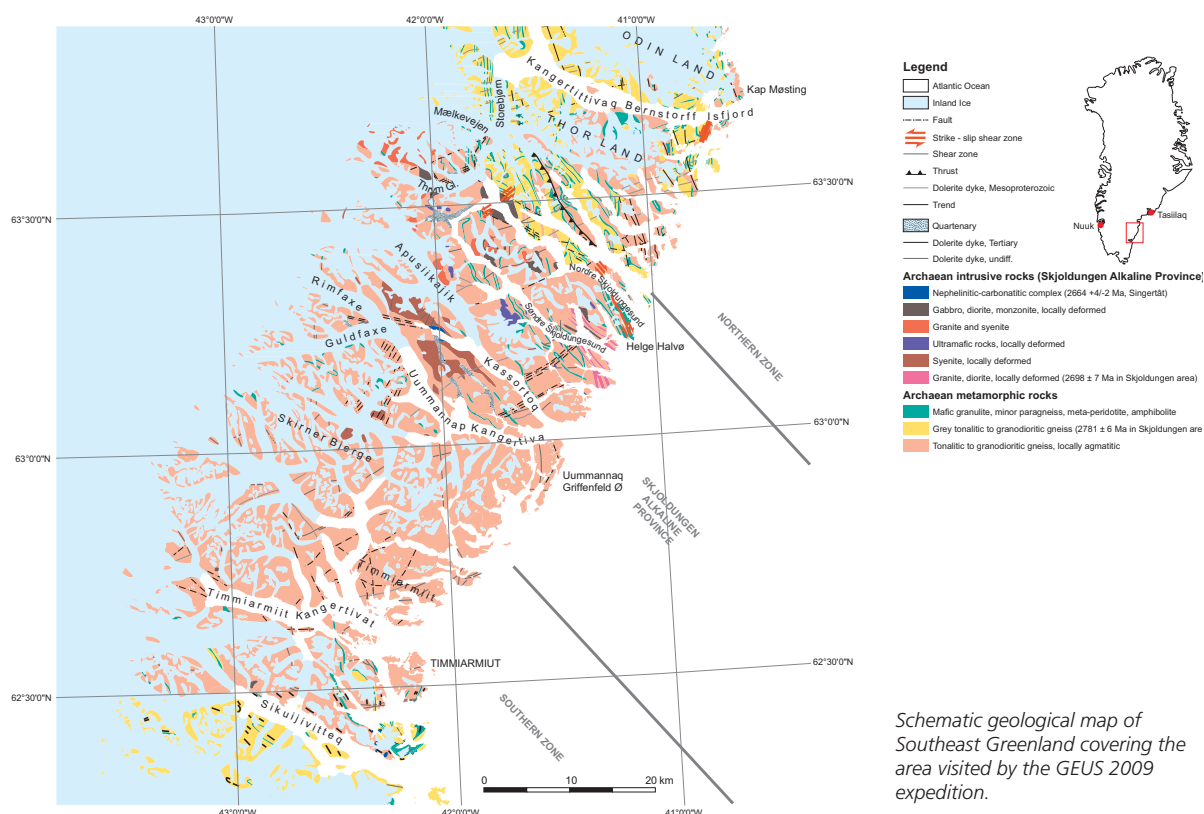 43°0'0"W
42°0'0"W
41°0'0"W
ODIN LAND
Kangertittivaq Bernstorff Isfjord
Kap Møsting
Storebjørn
Mælkevejen
THOR LAND
Thrym Gl.
63°30'0"N
63°30'0"N
Apusiikajik
Nordre Skjoldungesund
Rimfaxe
Søndre Skjoldungesund
Guldfaxe
Helge Halvø
NORTHERN ZONE
Kassortoq
Uummannap Kangertiva
Skirner Bjerge
63°0'0"N
63°0'0"N
Uummannaq
Griffenfeld Ø
SKJOLDUNGEN
ALKALINE
PROVINCE
Timmiarmiit
Timmiarmiit Kangertivat
TIMMIARMIUT
62°30'0"N
62°30'0"N
Sikuijivitteq
SOUTHERN ZONE
0 10 20 km
43°0'0"W
42°0'0"W
41°0'0"W
Legend
Atlantic Ocean
Inland Ice
Fault
Strike - slip shear zone
Shear zone
Thrust
Dolerite dyke, Mesoproterozoic
Trend
Quartenary
Dolerite dyke, Tertiary
Dolerite dyke, undiff.
Archaean intrusive rocks (Skjoldungen Alkaline Province)
Nephelinitic-carbonatitic complex (2664 +4/-2 Ma, Singertât)
Gabbro, diorite, monzonite, locally deformed
Granite and syenite
Ultramafic rocks, locally deformed
Syenite, locally deformed
Granite, diorite, locally deformed (2698 ± 7 Ma in Skjoldungen area)
Archaean metamorphic rocks
Mafic granulite, minor paragneiss, meta-peridotite, amphibolite
Grey tonalitic to granodioritic gneiss (2781 ± 6 Ma in Skjoldungen are
Tonalitic to granodioritic gneiss, locally agmatitic
Nuuk
Tasiilaq
Schematic geological map of
Southeast Greenland covering the
area visited by the GEUS 2009
expedition.